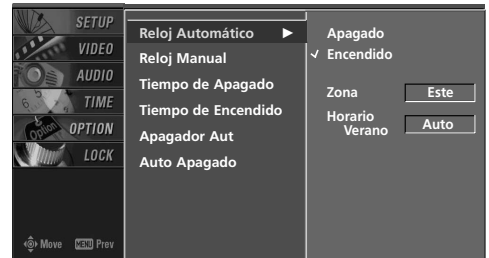 SETUP
VIDEO
AUDIO
TIME
OPTION
LOCK
Move
MENU Prev
Reloj Automático
Reloj Manual
Tiempo de Apagado
Tiempo de Encendido
Apagador Aut
Auto Apagado
Apagado
✓ Encendido
Zona Este
Horario Verano Auto
Option